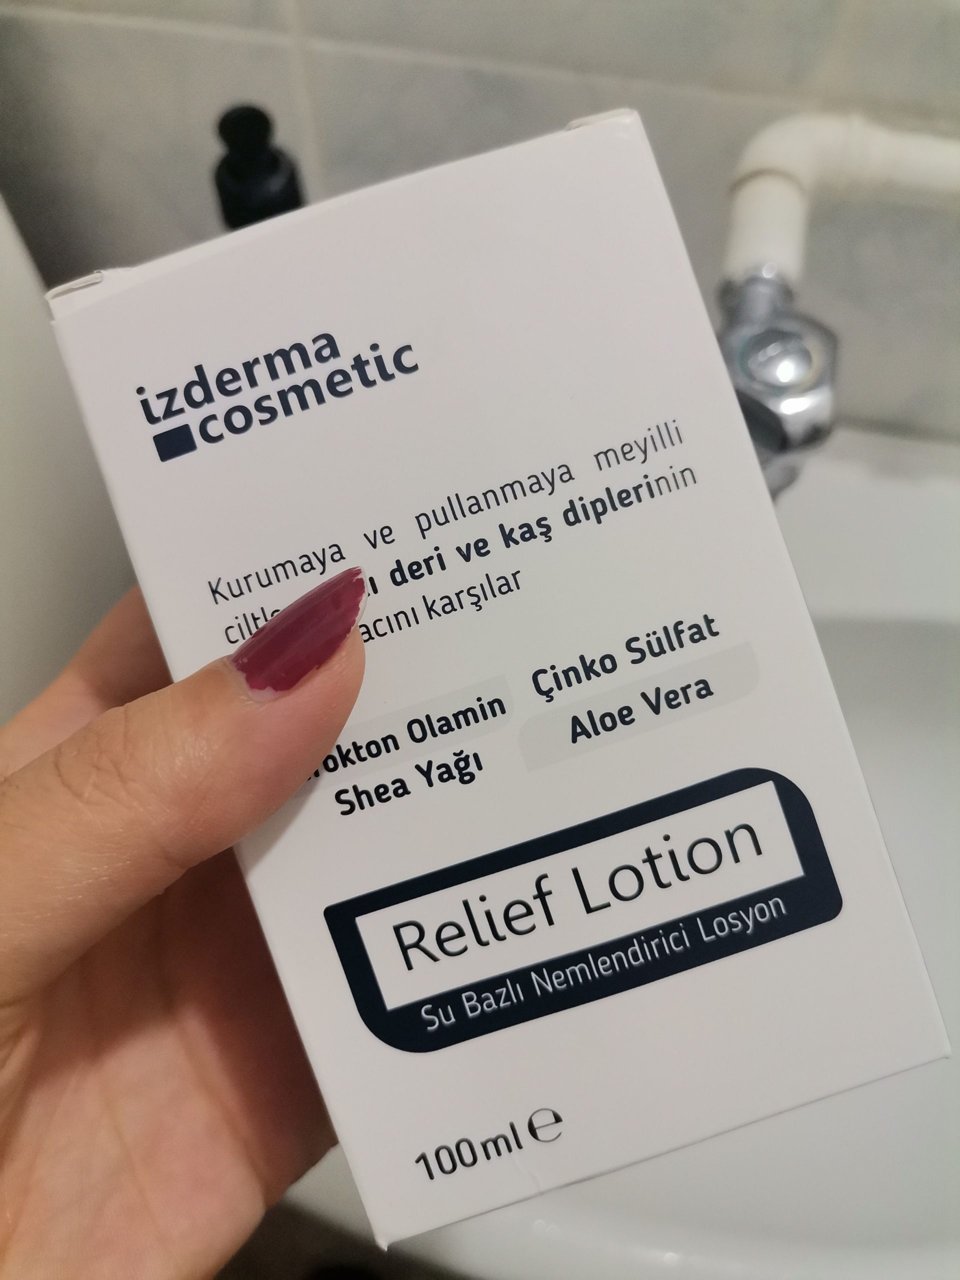 izderma
cosmetic
Kurumaya ve pullanmaya meyilli
deri ve kaş diplerinin
karşılar
Olamin
Çinko Sülfat
Shea Yağı
Aloe Vera
Relief Lotion
Su Bazlı Nemlendirici Losyon
100ml ℮